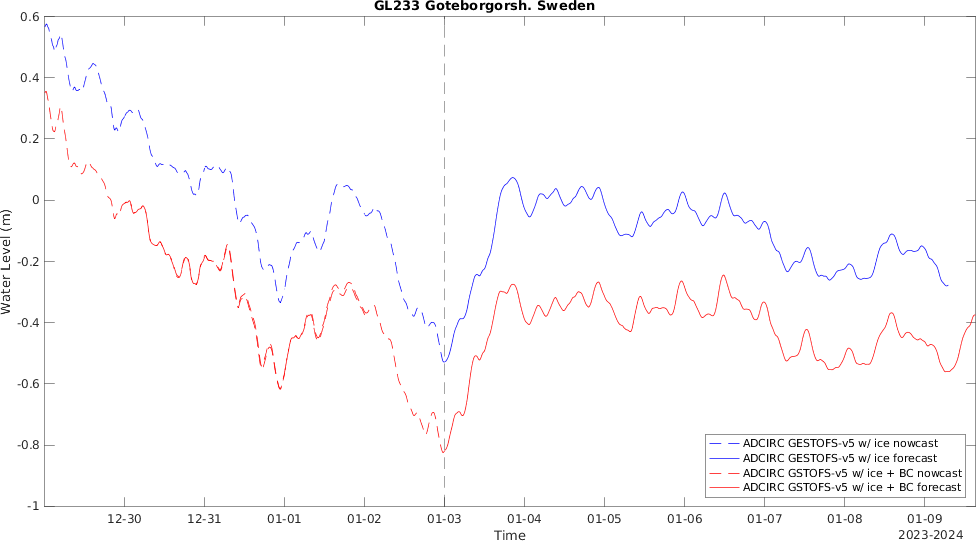 GL233 Goteborgorsh. Sweden
0.6
0.4
0.2
0
-0.2
-0.4
-0.6
-0.8
-1
Water Level (m)
ADCIRC GESTOFS-v5 w/ ice nowcast
ADCIRC GESTOFS-v5 w/ ice forecast
ADCIRC GSTOFS-v5 w/ ice + BC nowcast
ADCIRC GSTOFS-v5 w/ ice + BC forecast
12-30 12-31 01-01 01-02 01-03 01-04 01-05 01-06 01-07 01-08 01-09
Time
2023-2024